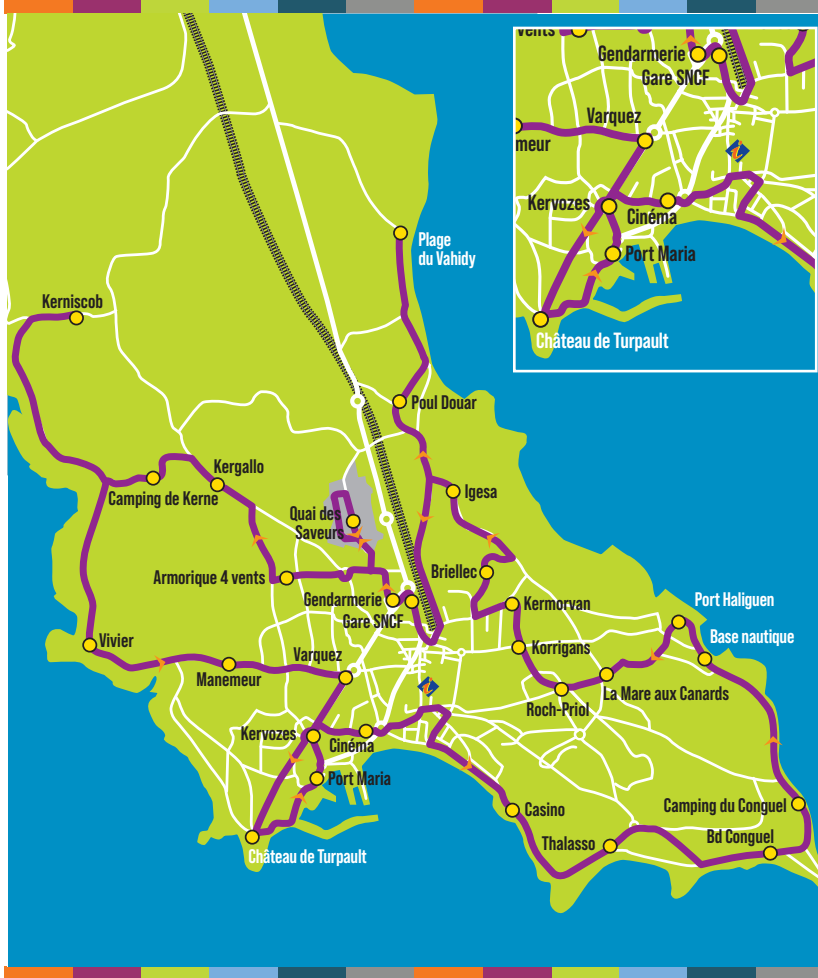 vents
Gendarmerie
Gare SNCF
Varquez
meur
Kervozes
Cinéma
Port Maria
Château de Turpault
Plage
du Vahidy
Kerniscob
Poul Douar
Kergallo
Camping de Kerne
Igesa
Quai des
Saveurs
Armorique 4 vents
Briellec
Gendarmerie
Gare SNCF
Kermorvan
Port Haliguen
Base nautique
Vivier
Korrigans
Varquez
Manemeur
La Mare aux Canards
Roch-Priol
Kervozes
Cinéma
Port Maria
Casino
Camping du Conguel
Thalasso
Bd Conguel
Château de Turpault